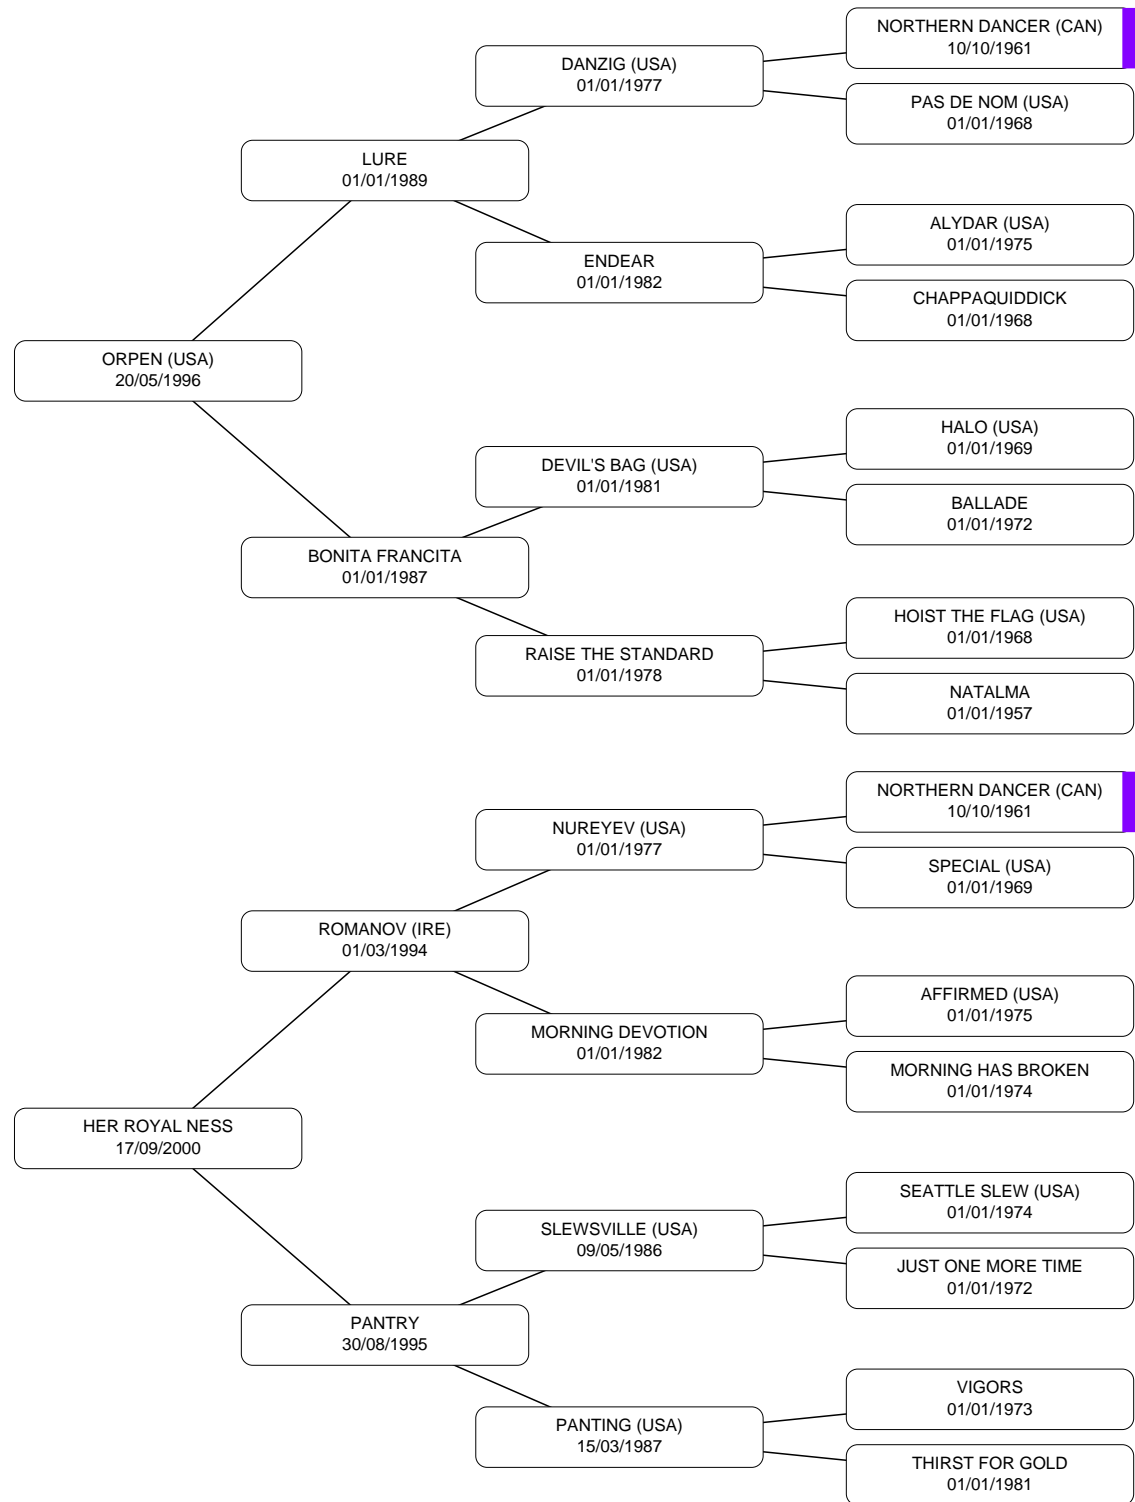 NORTHERN DANCER (CAN)
10/10/1961
DANZIG (USA)
01/01/1977
PAS DE NOM (USA)
01/01/1968
LURE
01/01/1989
ALYDAR (USA)
01/01/1975
ENDEAR
01/01/1982
CHAPPAQUIDDICK
01/01/1968
ORPEN (USA)
20/05/1996
HALO (USA)
01/01/1969
DEVIL'S BAG (USA)
01/01/1981
BALLADE
01/01/1972
BONITA FRANCITA
01/01/1987
HOIST THE FLAG (USA)
01/01/1968
RAISE THE STANDARD
01/01/1978
NATALMA
01/01/1957
NORTHERN DANCER (CAN)
10/10/1961
NUREYEV (USA)
01/01/1977
SPECIAL (USA)
01/01/1969
ROMANOV (IRE)
01/03/1994
AFFIRMED (USA)
01/01/1975
MORNING DEVOTION
01/01/1982
MORNING HAS BROKEN
01/01/1974
HER ROYAL NESS
17/09/2000
SEATTLE SLEW (USA)
01/01/1974
SLEWSVILLE (USA)
09/05/1986
JUST ONE MORE TIME
01/01/1972
PANTRY
30/08/1995
VIGORS
01/01/1973
PANTING (USA)
15/03/1987
THIRST FOR GOLD
01/01/1981